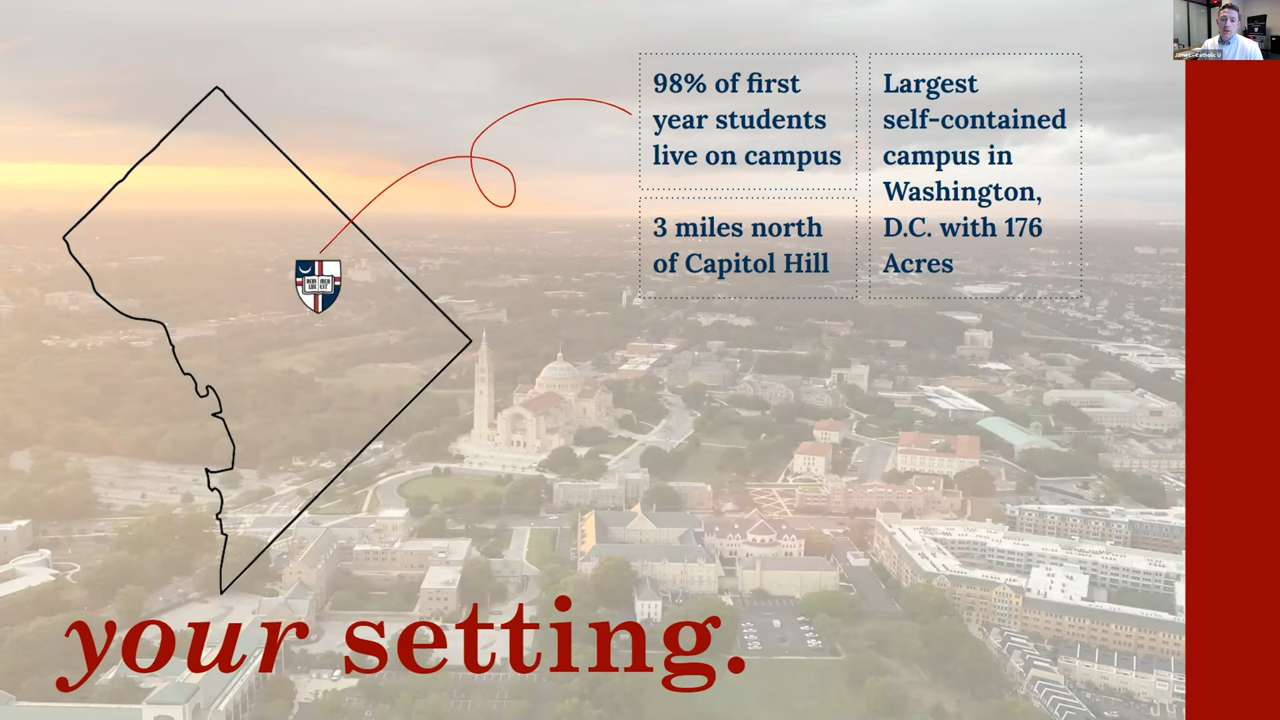 98% of first
year students
live on campus
3 miles north
of Capitol Hill
Largest
self-contained
campus in
Washington,
D.C. with 176
Acres
your setting.